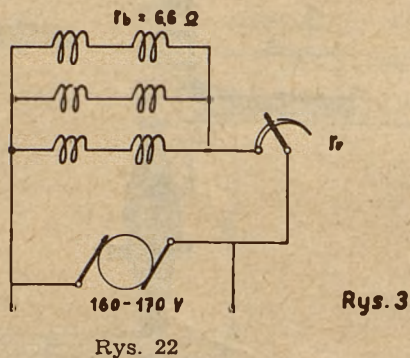 rb = 6,6 Ω
rr
160-170 V
Rys. 3
Rys. 22